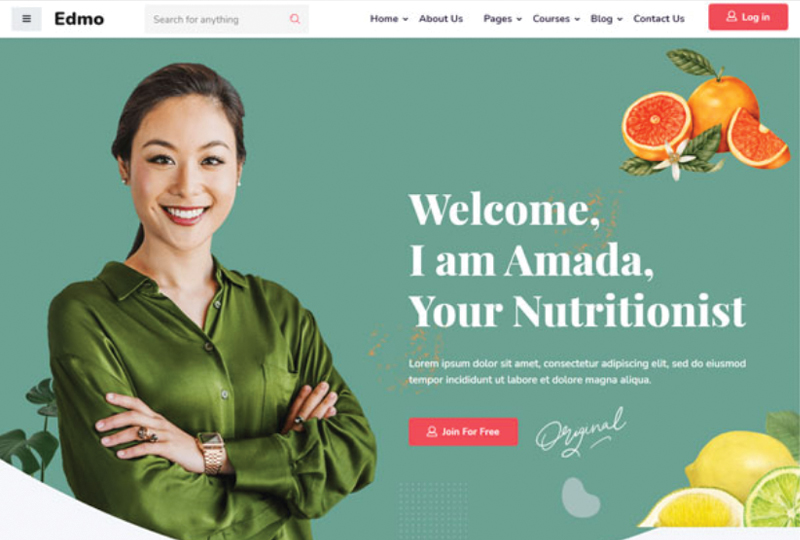 Edmo
Search for anything
Home About Us Pages Courses Blog Contact Us
Log in
Welcome,
I am Amada,
Your Nutritionist
Lorem ipsum dolor sit amet, consectetur adipiscing elit, sed do eiusmod
tempor incididunt ut labore et dolore magna aliqua.
Join For Free
Original